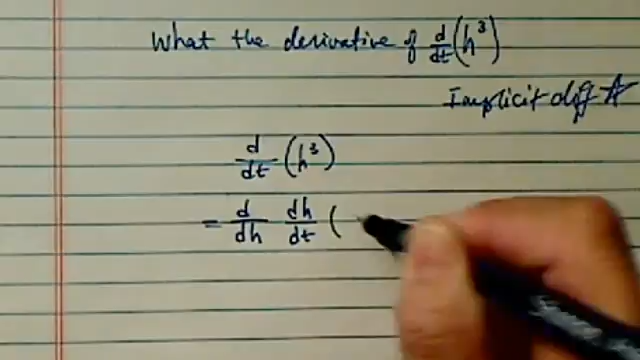 What the derivative of d/dt (h³)
Implicit diff
d/dt (h³)
= d/dh dh/dt (